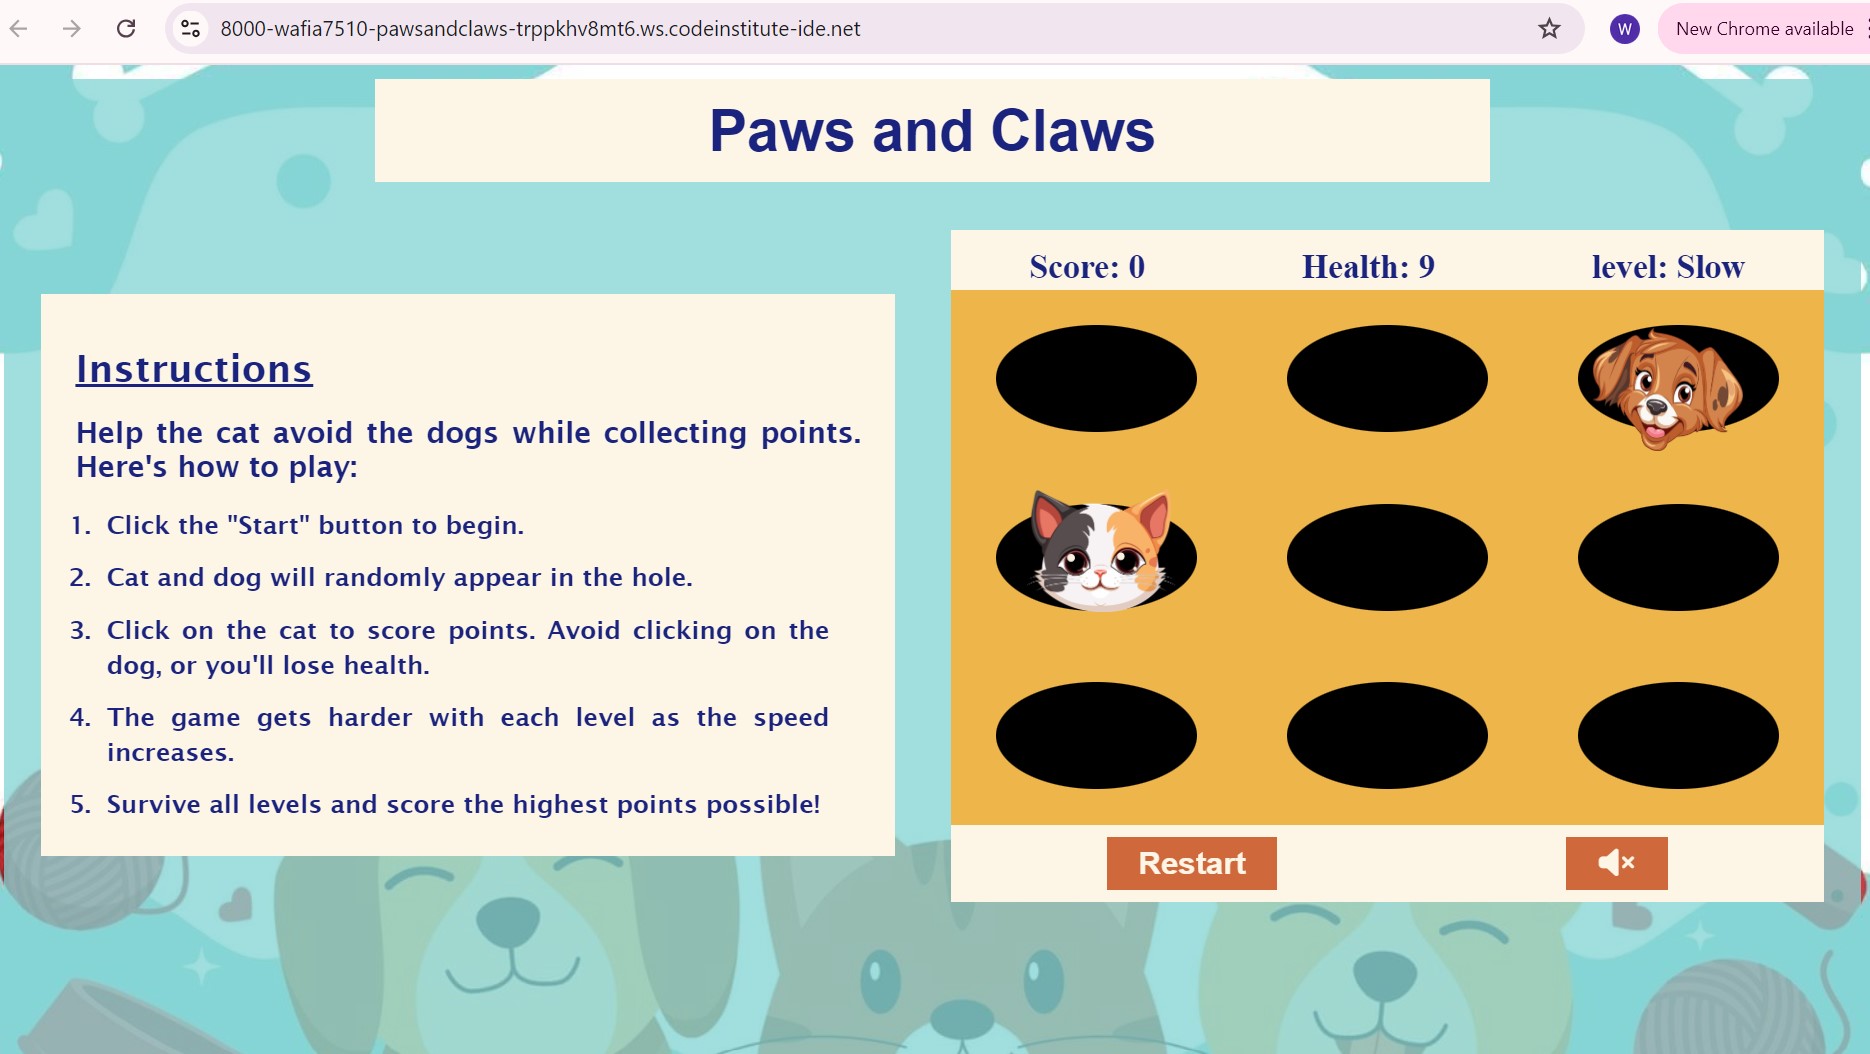 8000-wafia7510-pawsandclaws-trppkhv8mt6.ws.codeinstitute-ide.net
W
New Chrome available
Paws and Claws
Score: 0
Health: 9
level: Slow
Instructions
Help the cat avoid the dogs while collecting points.
Here's how to play:
1. Click the "Start" button to begin.
2. Cat and dog will randomly appear in the hole.
3. Click on the cat to score points. Avoid clicking on the
dog, or you'll lose health.
4. The game gets harder with each level as the speed
increases.
5. Survive all levels and score the highest points possible!
Restart